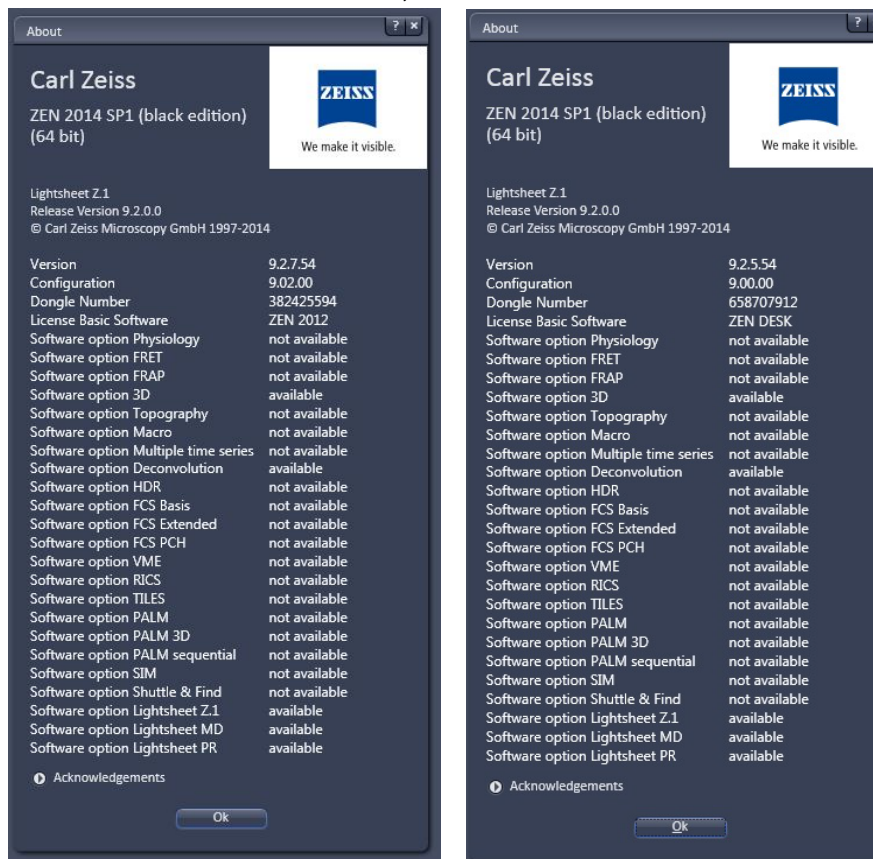 About
? ×
Carl Zeiss
ZEN 2014 SP1 (black edition)
(64 bit)
ZEISS
We make it visible.
Lightsheet Z.1
Release Version 9.2.0.0
© Carl Zeiss Microscopy GmbH 1997-2014
Version 9.2.7.54
Configuration 9.02.00
Dongle Number 382425594
License Basic Software ZEN 2012
Software option Physiology not available
Software option FRET not available
Software option FRAP not available
Software option 3D available
Software option Topography not available
Software option Macro not available
Software option Multiple time series not available
Software option Deconvolution available
Software option HDR not available
Software option FCS Basis not available
Software option FCS Extended not available
Software option FCS PCH not available
Software option VME not available
Software option RICS not available
Software option TILES not available
Software option PALM not available
Software option PALM 3D not available
Software option PALM sequential not available
Software option SIM not available
Software option Shuttle & Find not available
Software option Lightsheet Z.1 available
Software option Lightsheet MD available
Software option Lightsheet PR available
Acknowledgements
Ok
About
?
Carl Zeiss
ZEN 2014 SP1 (black edition)
(64 bit)
ZEISS
We make it visible.
Lightsheet Z.1
Release Version 9.2.0.0
© Carl Zeiss Microscopy GmbH 1997-2014
Version 9.2.5.54
Configuration 9.00.00
Dongle Number 658707912
License Basic Software ZEN DESK
Software option Physiology not available
Software option FRET not available
Software option FRAP not available
Software option 3D available
Software option Topography not available
Software option Macro not available
Software option Multiple time series not available
Software option Deconvolution available
Software option HDR not available
Software option FCS Basis not available
Software option FCS Extended not available
Software option FCS PCH not available
Software option VME not available
Software option RICS not available
Software option TILES not available
Software option PALM not available
Software option PALM 3D not available
Software option PALM sequential not available
Software option SIM not available
Software option Shuttle & Find not available
Software option Lightsheet Z.1 available
Software option Lightsheet MD available
Software option Lightsheet PR available
Acknowledgements
Ok